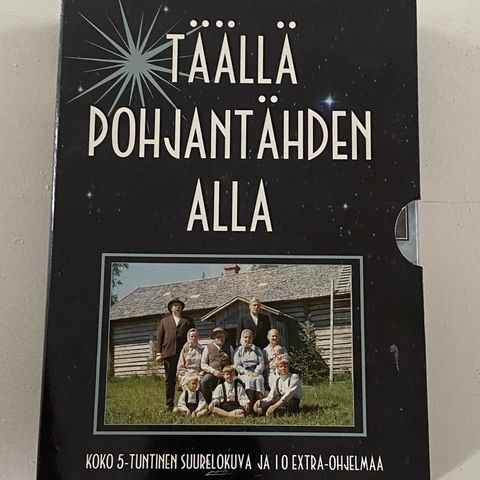 TÄÄLLÄ
POHJANTÄHDEN
ALLA
KOKO 5-TUNTINEN SUURELOKUVA JA 10 EXTRA-OHJELMAA